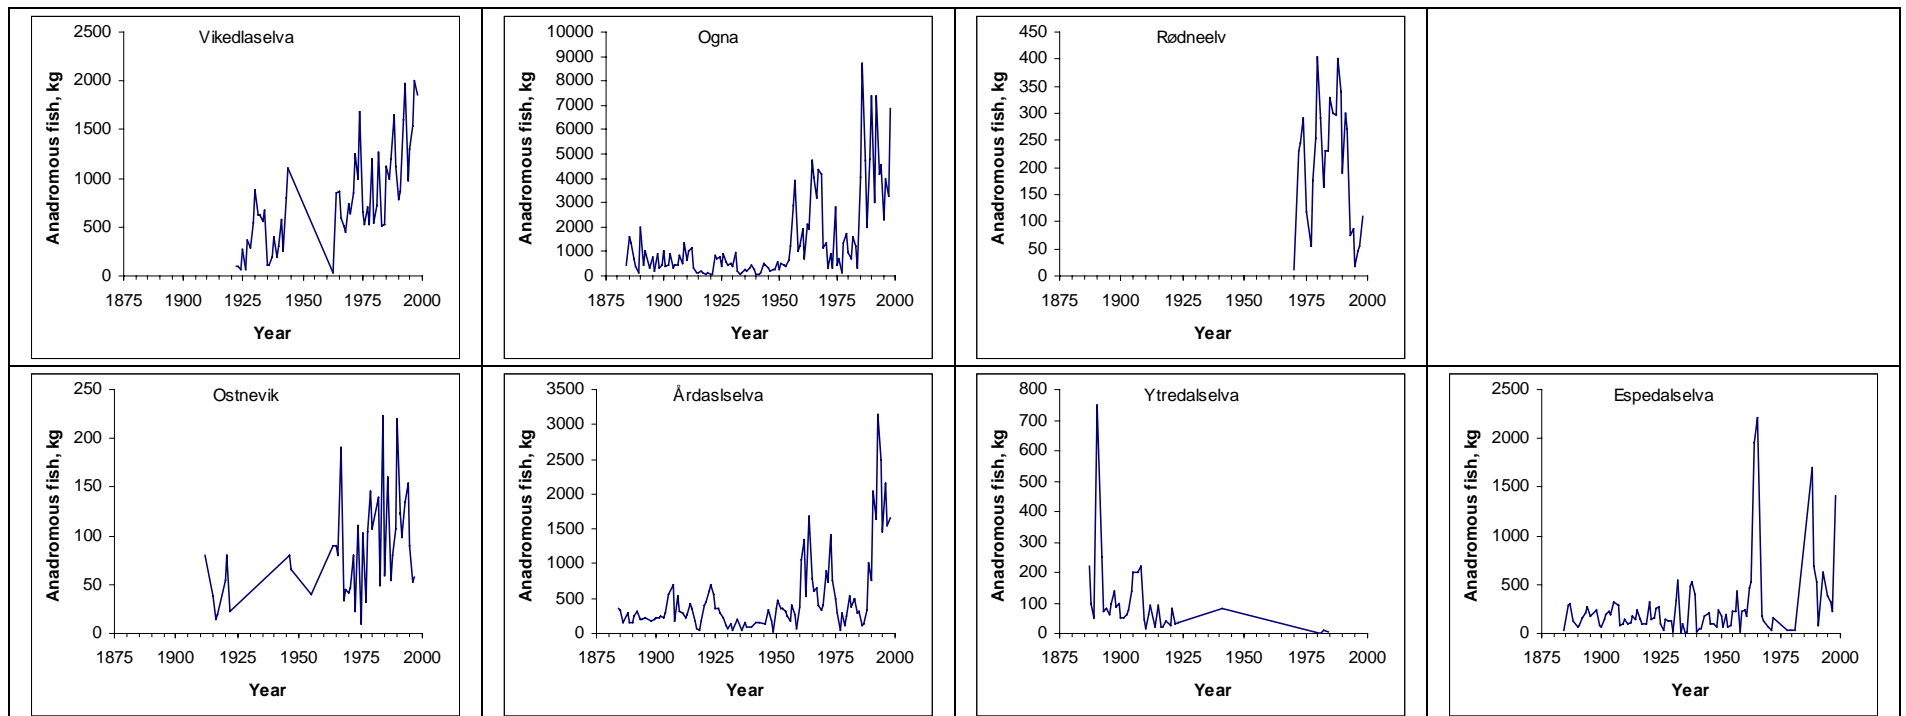 Vikedlaselva
Anadromous fish, kg
2500
2000
1500
1000
500
0
1875 1900 1925 1950 1975 2000
Year
Ogna
Anadromous fish, kg
10000
9000
8000
7000
6000
5000
4000
3000
2000
1000
0
1875 1900 1925 1950 1975 2000
Year
Rødneelv
Anadromous fish, kg
450
400
350
300
250
200
150
100
50
0
1875 1900 1925 1950 1975 2000
Year
Ostnevik
Anadromous fish, kg
250
200
150
100
50
0
1875 1900 1925 1950 1975 2000
Year
Årdaslselva
Anadromous fish, kg
3500
3000
2500
2000
1500
1000
500
0
1875 1900 1925 1950 1975 2000
Year
Ytredalselva
Anadromous fish, kg
800
700
600
500
400
300
200
100
0
1875 1900 1925 1950 1975 2000
Year
Espedalselva
Anadromous fish, kg
2500
2000
1500
1000
500
0
1875 1900 1925 1950 1975 2000
Year